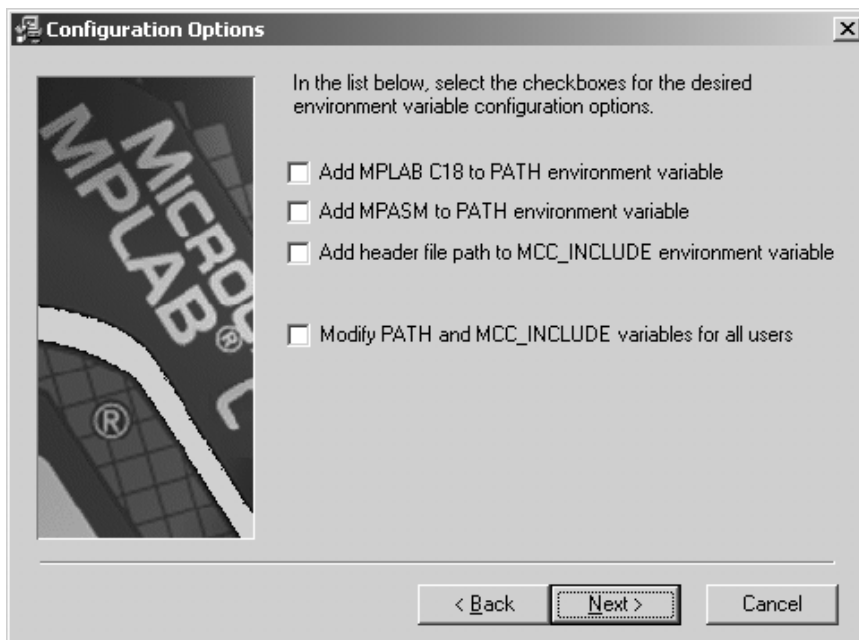 Configuration Options
In the list below, select the checkboxes for the desired
environment variable configuration options.
Add MPLAB C18 to PATH environment variable
Add MPASM to PATH environment variable
Add header file path to MCC_INCLUDE environment variable
Modify PATH and MCC_INCLUDE variables for all users
MPLAB®
®
< Back
Next >
Cancel